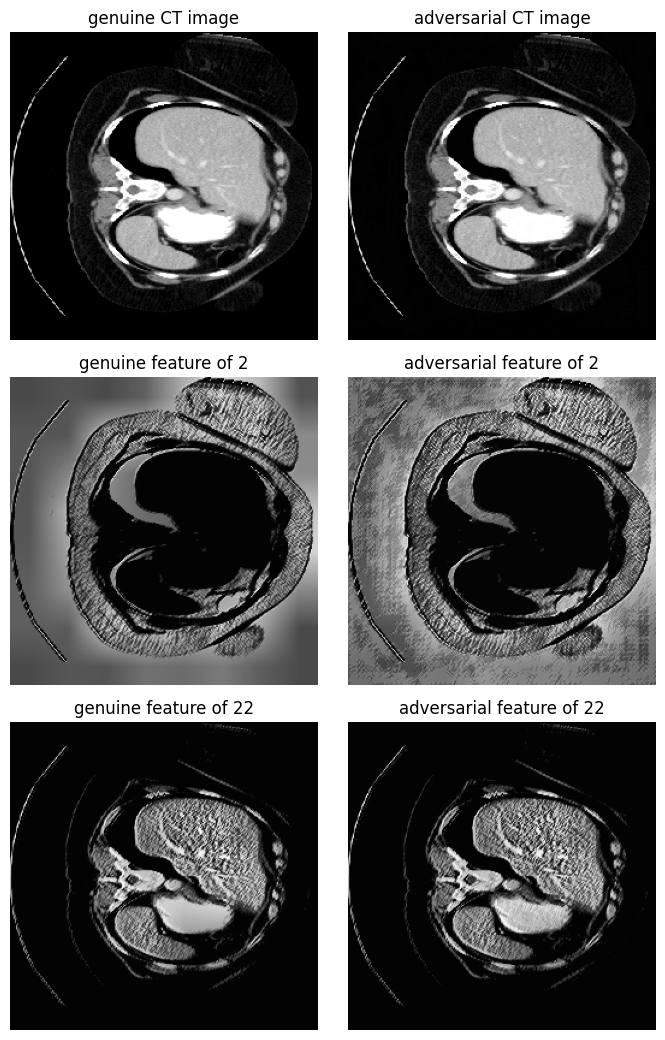 genuine CT image
adversarial CT image
genuine feature of 2
adversarial feature of 2
genuine feature of 22
adversarial feature of 22